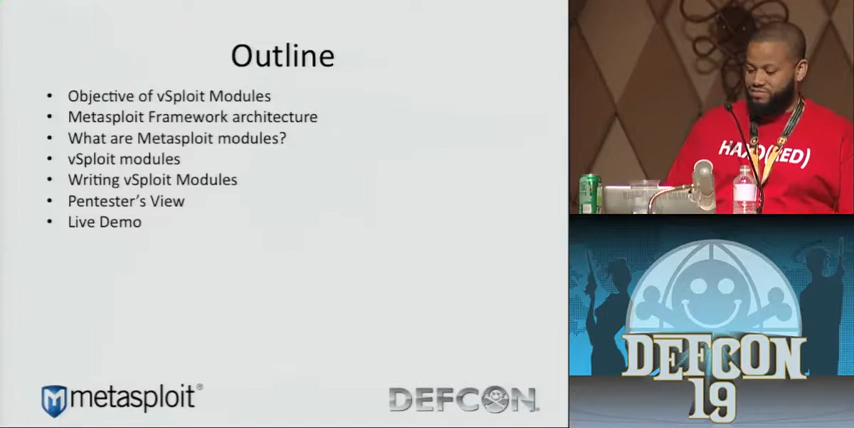 Outline
• Objective of vSploit Modules
• Metasploit Framework architecture
• What are Metasploit modules?
• vSploit modules
• Writing vSploit Modules
• Pentester's View
• Live Demo
metasploit®
DEFCON
DEFCON
19